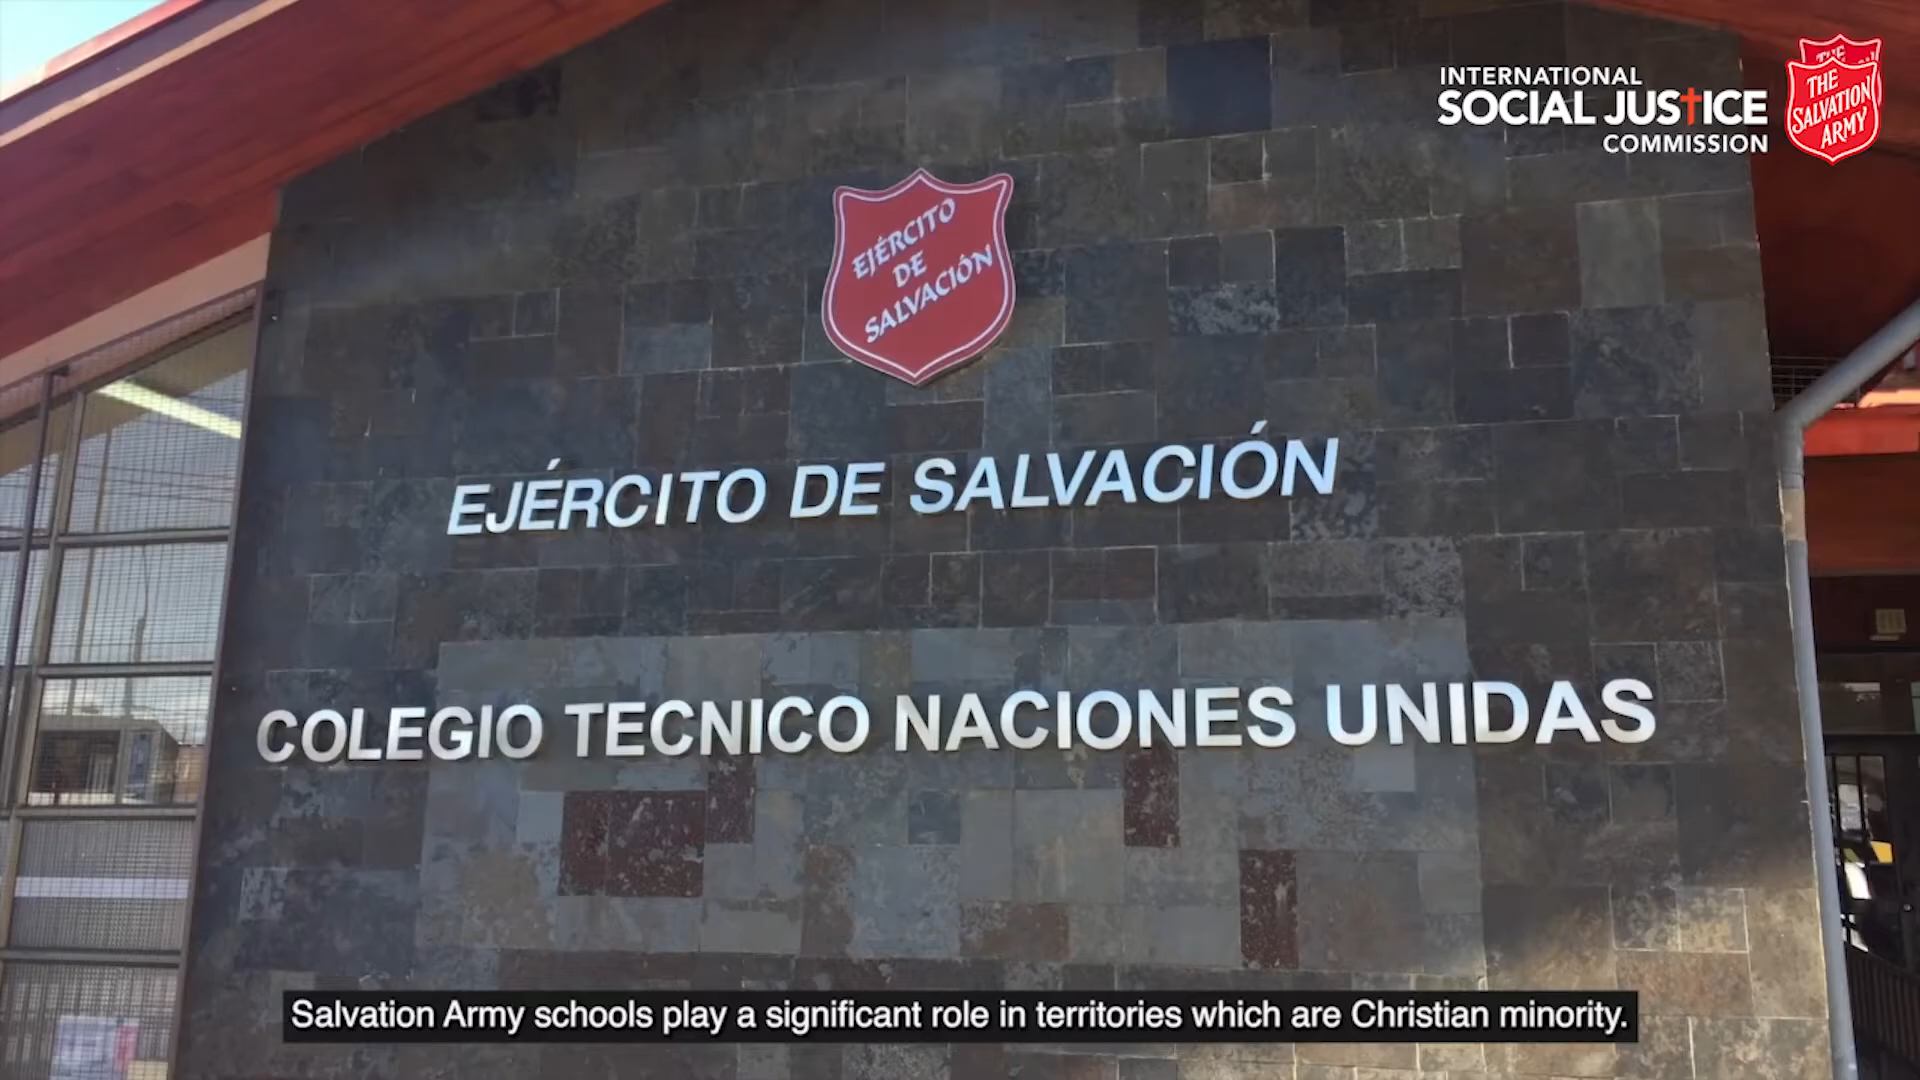 INTERNATIONAL
SOCIAL JUSTICE
COMMISSION
THE
THE
SALVATION
ARMY
EJÉRCITO
DE
SALVACIÓN
EJÉRCITO DE SALVACIÓN
COLEGIO TECNICO NACIONES UNIDAS
Salvation Army schools play a significant role in territories which are Christian minority.